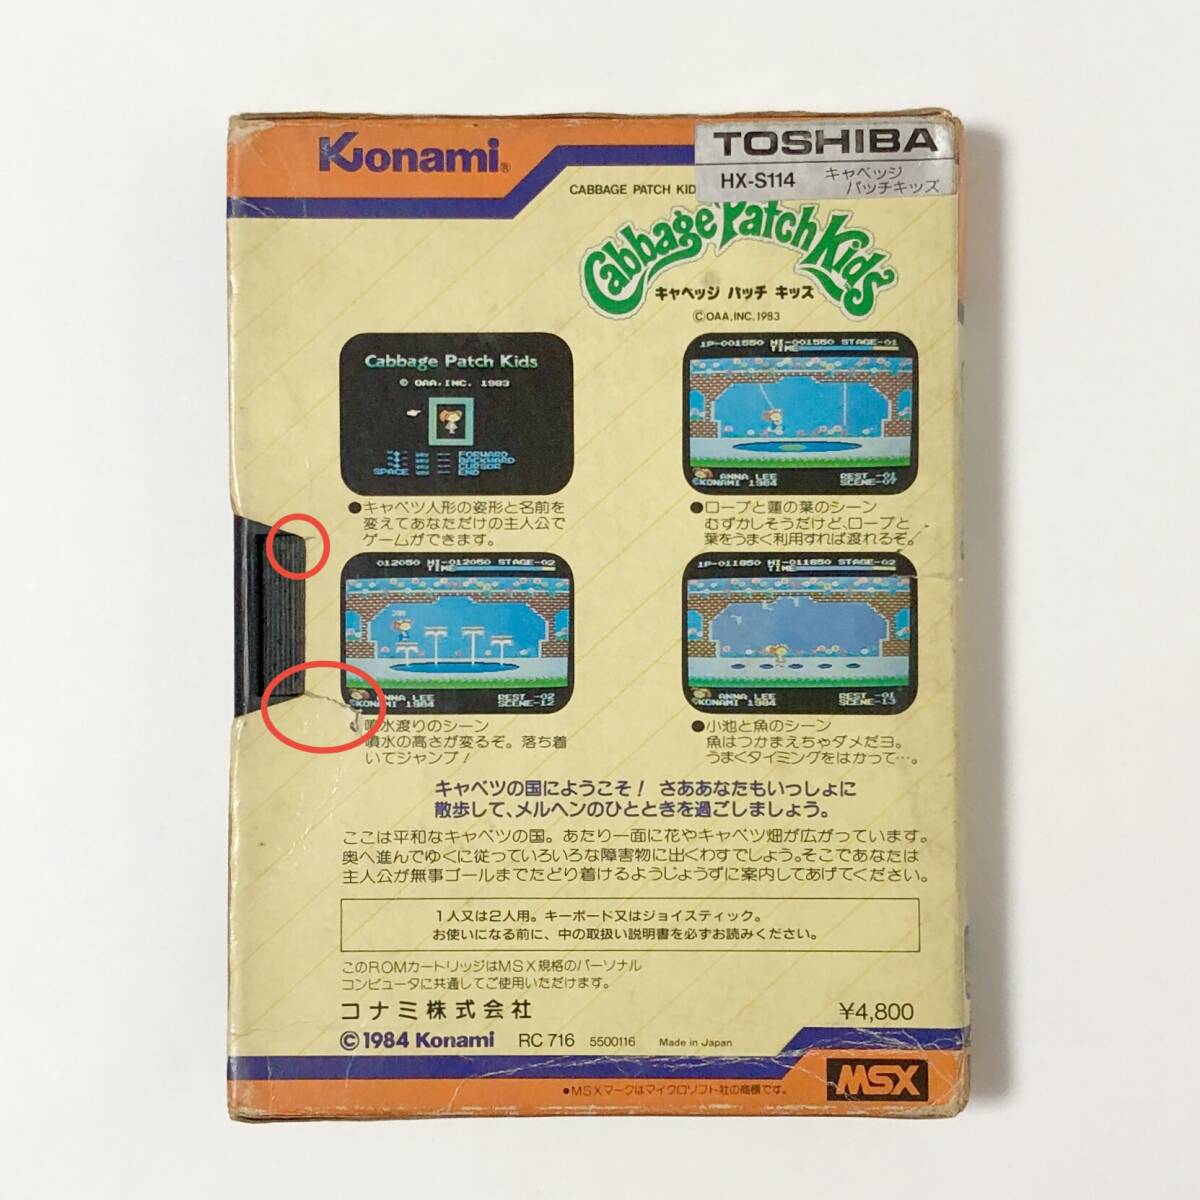 Konami®
TOSHIBA
HX-S114 キャベッジ
パッチキッズ
CABBAGE PATCH KID
Cabbage Patch Kids
キャベッジ パッチ キッズ
©OAA, INC. 1983
Cabbage Patch Kids
© OAA, INC. 1983
FORWARD
BACKWARD
CURSOR
SPACE END
●キャベツ人形の姿形と名前を
変えてあなただけの主人公で
ゲームができます。
1P-001550 HI-001550 STAGE-01
TIME
ANNA LEE REST -01
©KONAMI 1984 SCENE-07
●ロープと蓮の葉のシーン
むずかしそうだけど、ロープと
葉をうまく利用すれば渡れるぞ。
012050 HI-012050 STAGE-02
TIME
ANNA LEE REST -02
©KONAMI 1984 SCENE-12
●噴水渡りのシーン
噴水の高さが変るぞ。落ち着
いてジャンプ!
1P-011850 HI-011850 STAGE-02
TIME
ANNA LEE REST -01
©KONAMI 1984 SCENE-13
●小池と魚のシーン
魚はつかまえちゃダメだヨ。
うまくタイミングをはかって…。
キャベツの国にようこそ! さああなたもいっしょに
散歩して、メルヘンのひとときを過ごしましょう。
ここは平和なキャベツの国。あたり一面に花やキャベツ畑が広がっています。
奥へ進んでゆくに従っていろいろな障害物に出くわすでしょう。そこであなたは
主人公が無事ゴールまでたどり着けるようじょうずに案内してあげてください。
1人又は2人用。キーボード又はジョイスティック。
お使いになる前に、中の取扱い説明書を必ずお読みください。
このROMカートリッジはMSX規格のパーソナル
コンピュータに共通してご使用いただけます。
コナミ株式会社 ¥4,800
©1984 Konami RC 716 5500116 Made in Japan
MSX
●MSXマークはマイクロソフト社の商標です。